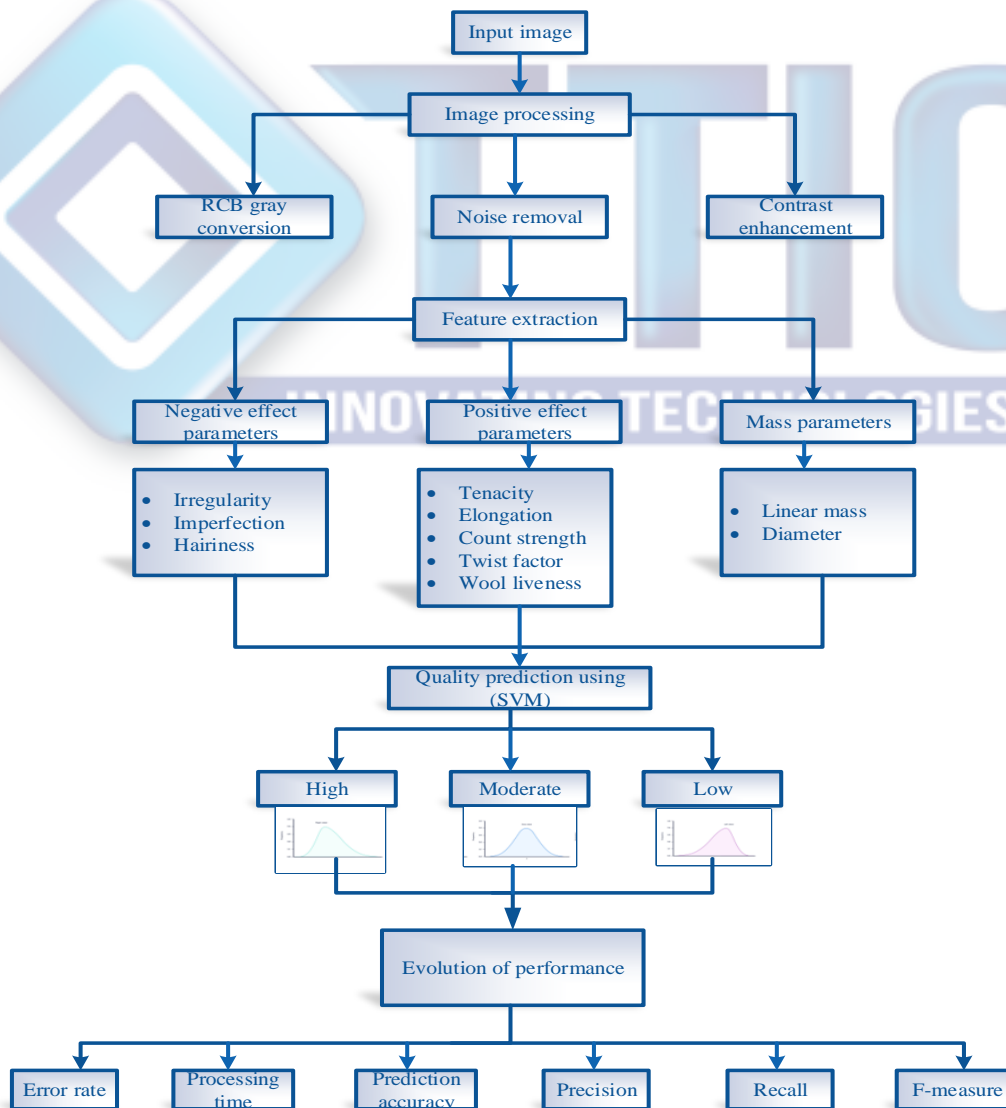 Input image
TTIC
Image processing
RCB gray
conversion
Noise removal
Contrast
enhancement
Feature extraction
Negative effect
parameters
Positive effect
parameters
Mass parameters
• Irregularity
• Imperfection
• Hairiness
• Tenacity
• Elongation
• Count strength
• Twist factor
• Wool liveness
• Linear mass
• Diameter
Quality prediction using
(SVM)
High
Moderate
Low
Evolution of performance
Error rate
Processing
time
Prediction
accuracy
Precision
Recall
F-measure